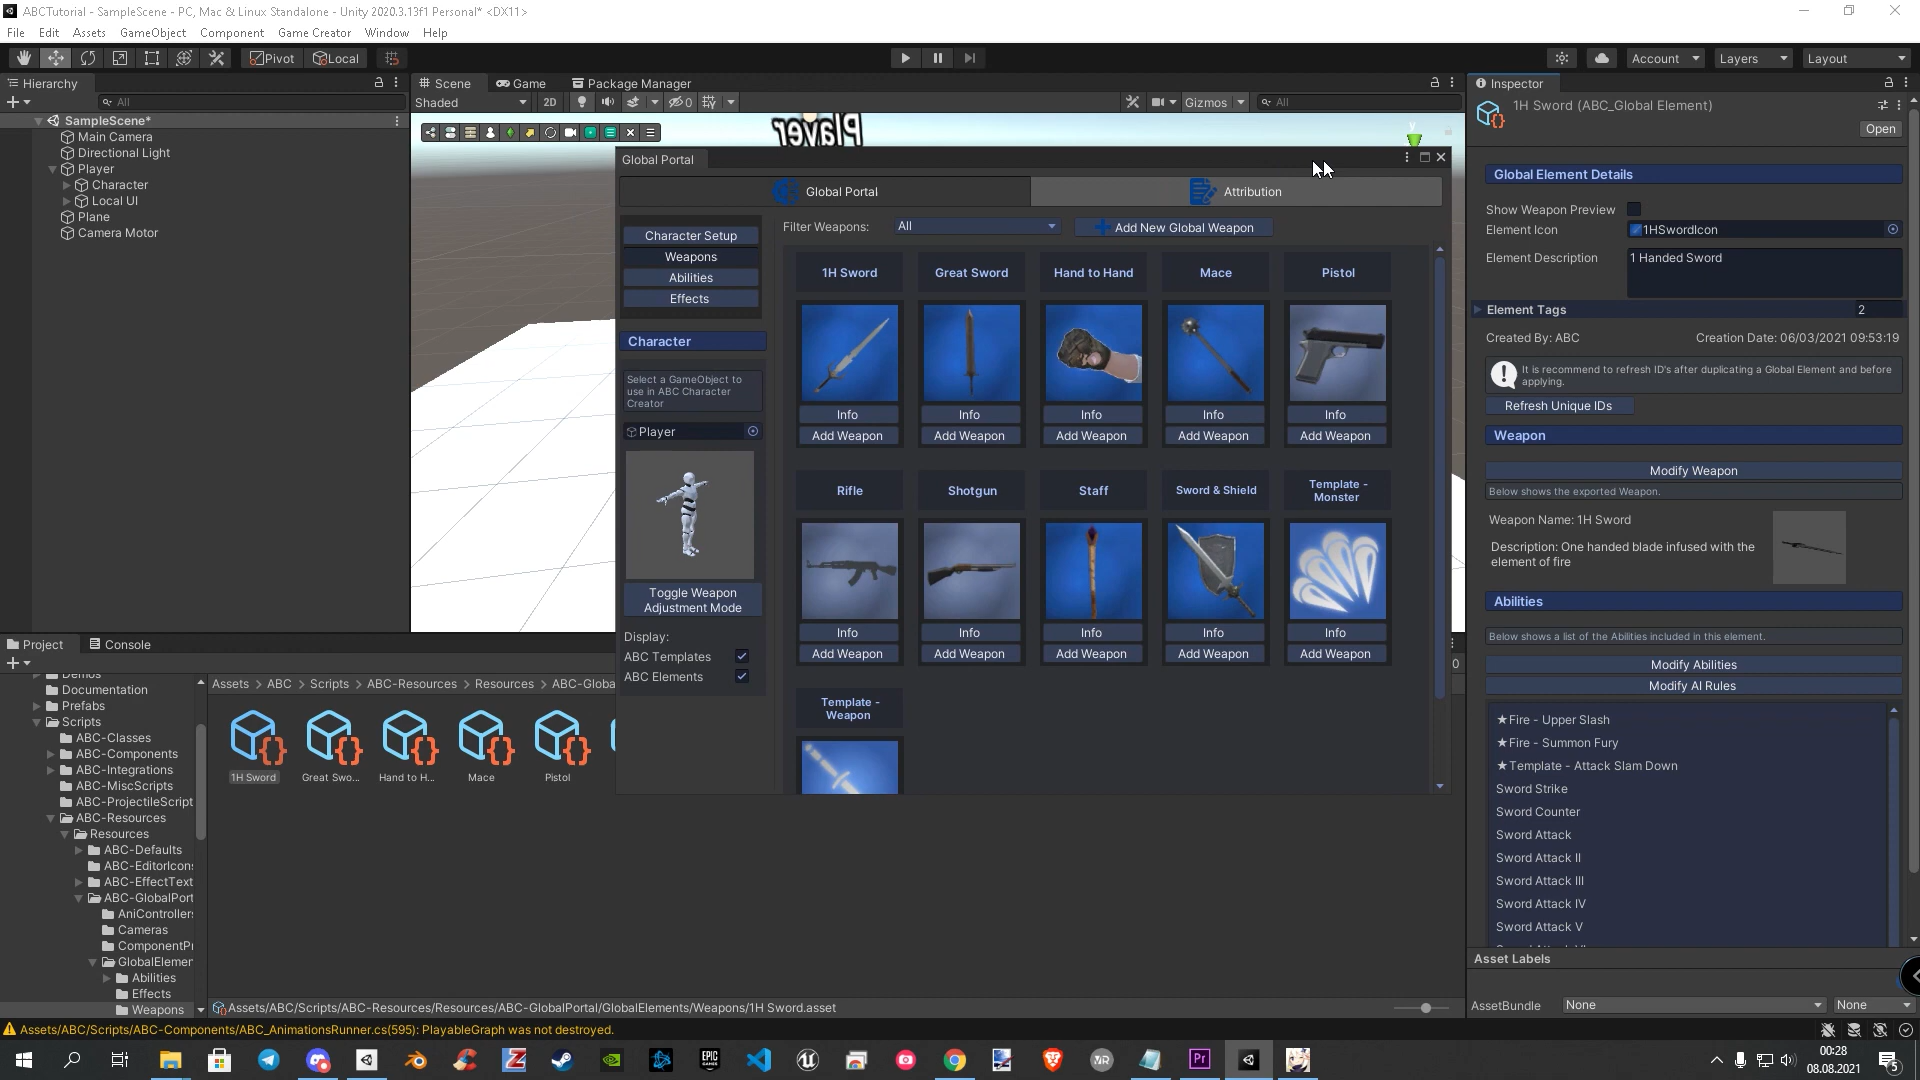 ABCTutorial - SampleScene - PC, Mac & Linux Standalone - Unity 2020.3.13f1 Personal* <DX11>
File Edit Assets GameObject Component Game Creator Window Help
Pivot Local Account Layers Layout
Hierarchy
All
SampleScene*
Main Camera
Directional Light
Player
Character
Local UI
Plane
Camera Motor
Scene Game Package Manager
Shaded 2D 0 Gizmos All
Player
Global Portal
Global Portal Attribution
Character Setup
Weapons
Abilities
Effects
Character
Select a GameObject to
use in ABC Character
Creator
Player
Toggle Weapon
Adjustment Mode
Display:
ABC Templates
ABC Elements
Filter Weapons: All Add New Global Weapon
1H Sword Great Sword Hand to Hand Mace Pistol
Info Info Info Info Info
Add Weapon Add Weapon Add Weapon Add Weapon Add Weapon
Rifle Shotgun Staff Sword & Shield Template -
Monster
Info Info Info Info Info
Add Weapon Add Weapon Add Weapon Add Weapon Add Weapon
Template -
Weapon
Inspector
1H Sword (ABC_Global Element)
Open
Global Element Details
Show Weapon Preview
Element Icon 1HSwordIcon
Element Description 1 Handed Sword
Element Tags 2
Created By: ABC Creation Date: 06/03/2021 09:53:19
It is recommend to refresh ID's after duplicating a Global Element and before
applying.
Refresh Unique IDs
Weapon
Modify Weapon
Below shows the exported Weapon.
Weapon Name: 1H Sword
Description: One handed blade infused with the
element of fire
Abilities
Below shows a list of the Abilities included in this element.
Modify Abilities
Modify AI Rules
★Fire - Upper Slash
★Fire - Summon Fury
★Template - Attack Slam Down
Sword Strike
Sword Counter
Sword Attack
Sword Attack II
Sword Attack III
Sword Attack IV
Sword Attack V
Asset Labels
AssetBundle None None
Project Console
Demos
Documentation
Prefabs
Scripts
ABC-Classes
ABC-Components
ABC-Integrations
ABC-MiscScripts
ABC-ProjectileScript
ABC-Resources
Resources
ABC-Defaults
ABC-EditorIcon
ABC-EffectText
ABC-GlobalPort
AniController
Cameras
ComponentPr
GlobalElemen
Abilities
Effects
Weapons
Assets > ABC > Scripts > ABC-Resources > Resources > ABC-Globa
1H Sword Great Swo... Hand to H... Mace Pistol
Assets/ABC/Scripts/ABC-Resources/Resources/ABC-GlobalPortal/GlobalElements/Weapons/1H Sword.asset
Assets/ABC/Scripts/ABC-Components/ABC_AnimationsRunner.cs(595): PlayableGraph was not destroyed.
00:28
08.08.2021
5